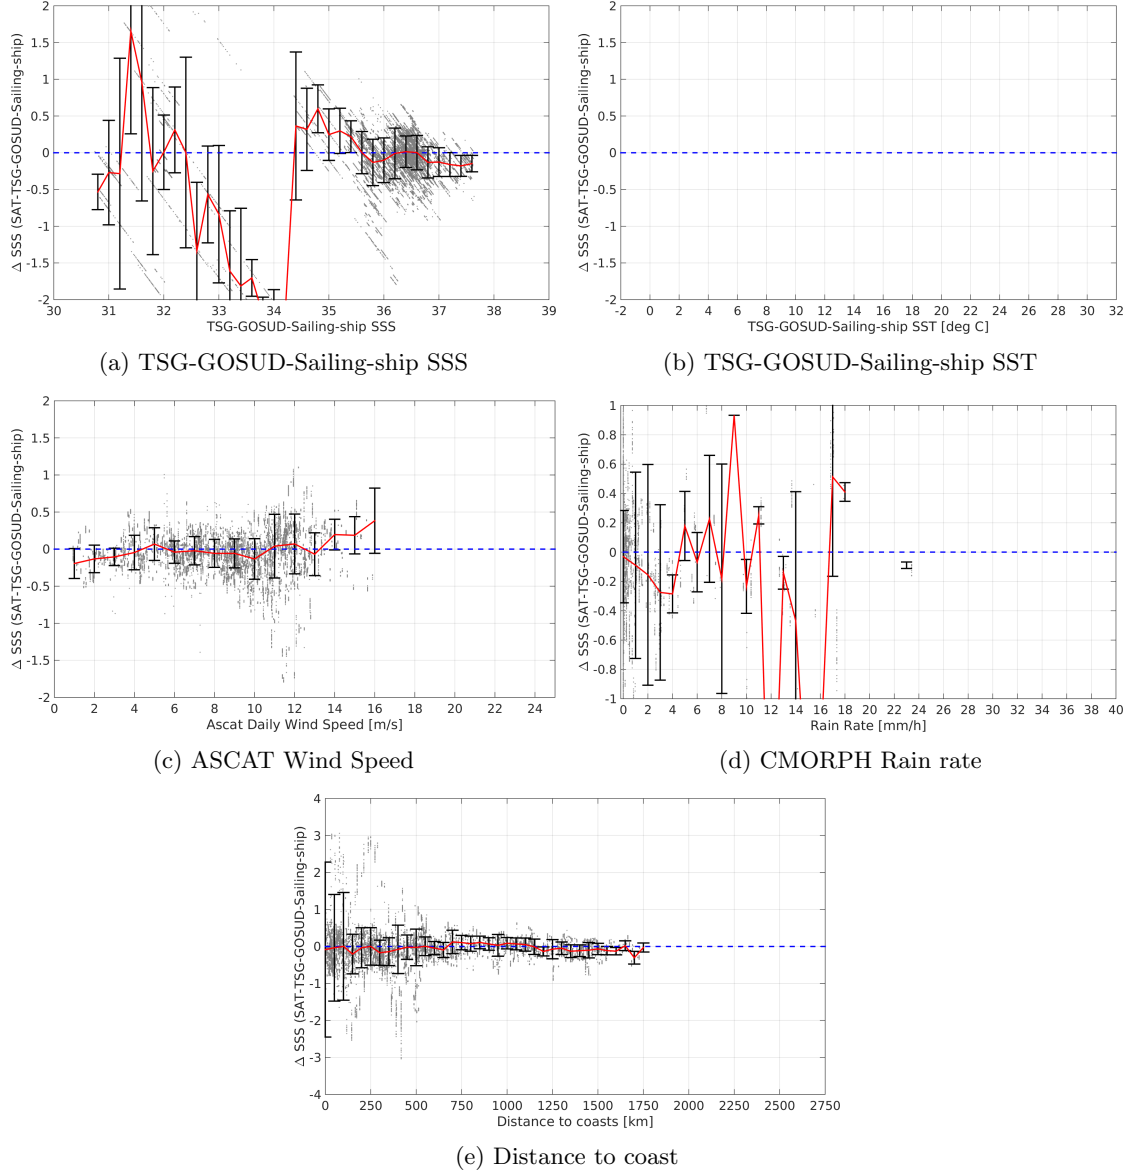 2
1.5
1
0.5
0
-0.5
-1
-1.5
-2
Δ SSS (SAT-TSG-GOSUD-Sailing-ship)
30 31 32 33 34 35 36 37 38 39
TSG-GOSUD-Sailing-ship SSS
(a) TSG-GOSUD-Sailing-ship SSS
2
1.5
1
0.5
0
-0.5
-1
-1.5
-2
Δ SSS (SAT-TSG-GOSUD-Sailing-ship)
-2 0 2 4 6 8 10 12 14 16 18 20 22 24 26 28 30 32
TSG-GOSUD-Sailing-ship SST [deg C]
(b) TSG-GOSUD-Sailing-ship SST
2
1.5
1
0.5
0
-0.5
-1
-1.5
-2
Δ SSS (SAT-TSG-GOSUD-Sailing-ship)
0 2 4 6 8 10 12 14 16 18 20 22 24
Ascat Daily Wind Speed [m/s]
(c) ASCAT Wind Speed
1
0.8
0.6
0.4
0.2
0
-0.2
-0.4
-0.6
-0.8
-1
Δ SSS (SAT-TSG-GOSUD-Sailing-ship)
0 2 4 6 8 10 12 14 16 18 20 22 24 26 28 30 32 34 36 38 40
Rain Rate [mm/h]
(d) CMORPH Rain rate
4
3
2
1
0
-1
-2
-3
-4
Δ SSS (SAT-TSG-GOSUD-Sailing-ship)
0 250 500 750 1000 1250 1500 1750 2000 2250 2500 2750
Distance to coasts [km]
(e) Distance to coast